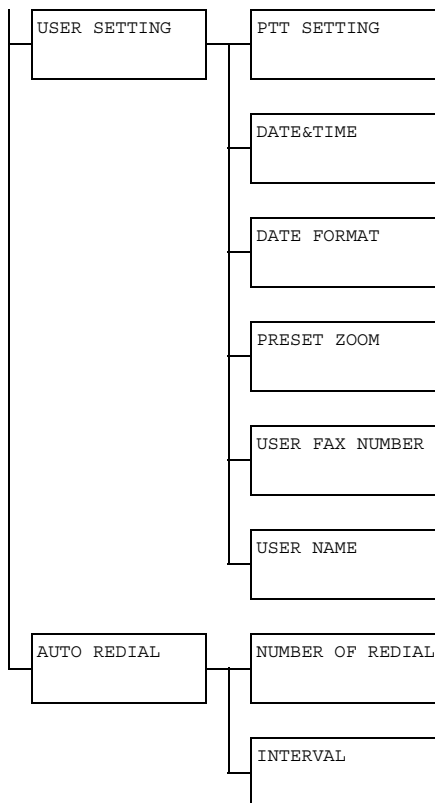 USER SETTING
PTT SETTING
DATE&TIME
DATE FORMAT
PRESET ZOOM
USER FAX NUMBER
USER NAME
AUTO REDIAL
NUMBER OF REDIAL
INTERVAL